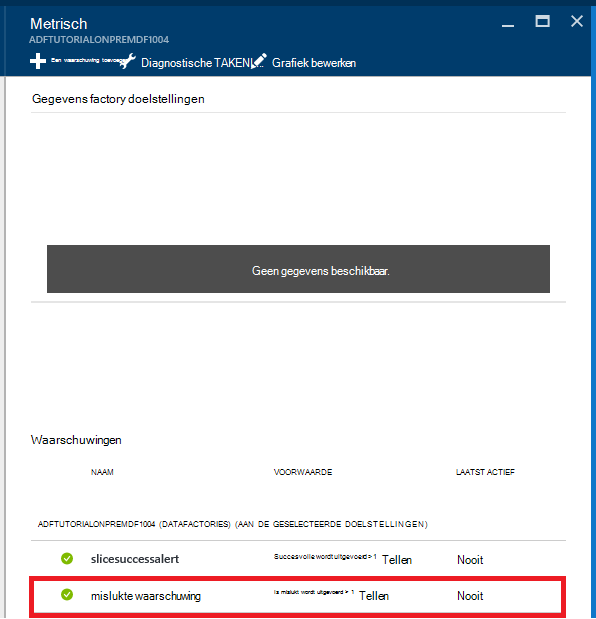 Metrisch
ADFTUTORIALONPREMDF1004
Een waarschuwing toevoege Diagnostische TAKEN|... Grafiek bewerken
Gegevens factory doelstellingen
Geen gegevens beschikbaar.
Waarschuwingen
NAAM VOORWAARDE LAATST ACTIEF
ADFTUTORIALONPREMDF1004 (DATAFACTORIES) (AAN DE GESELECTEERDE DOELSTELLINGEN)
slicesuccessalert Succesvolle wordt uitgevoerd > 1 Tellen Nooit
mislukte waarschuwing Is mislukt wordt uitgevoerd > 1 Tellen Nooit